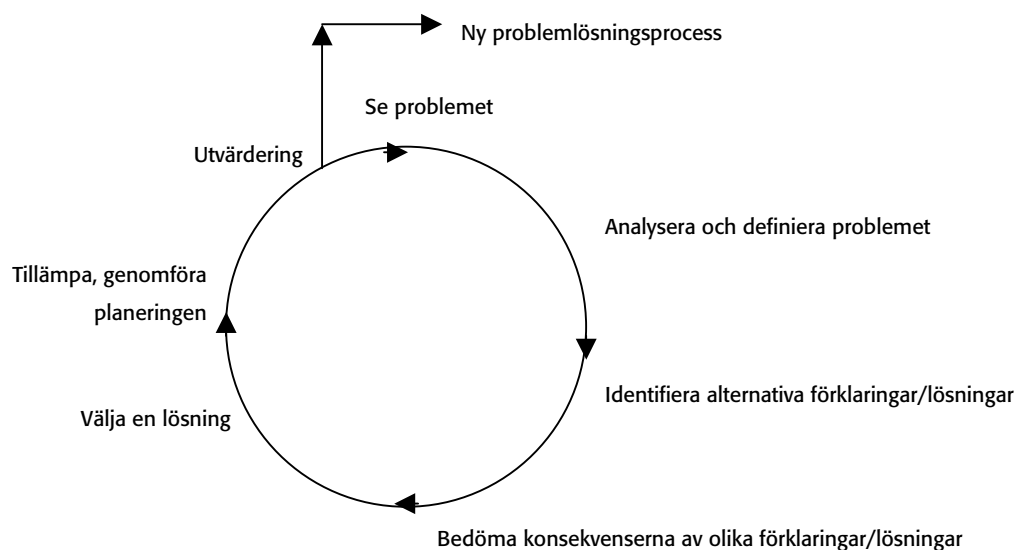 Ny problemlösningsprocess
Se problemet
Utvärdering
Analysera och definiera problemet
Tillämpa, genomföra
planeringen
Identifiera alternativa förklaringar/lösningar
Välja en lösning
Bedöma konsekvenserna av olika förklaringar/lösningar